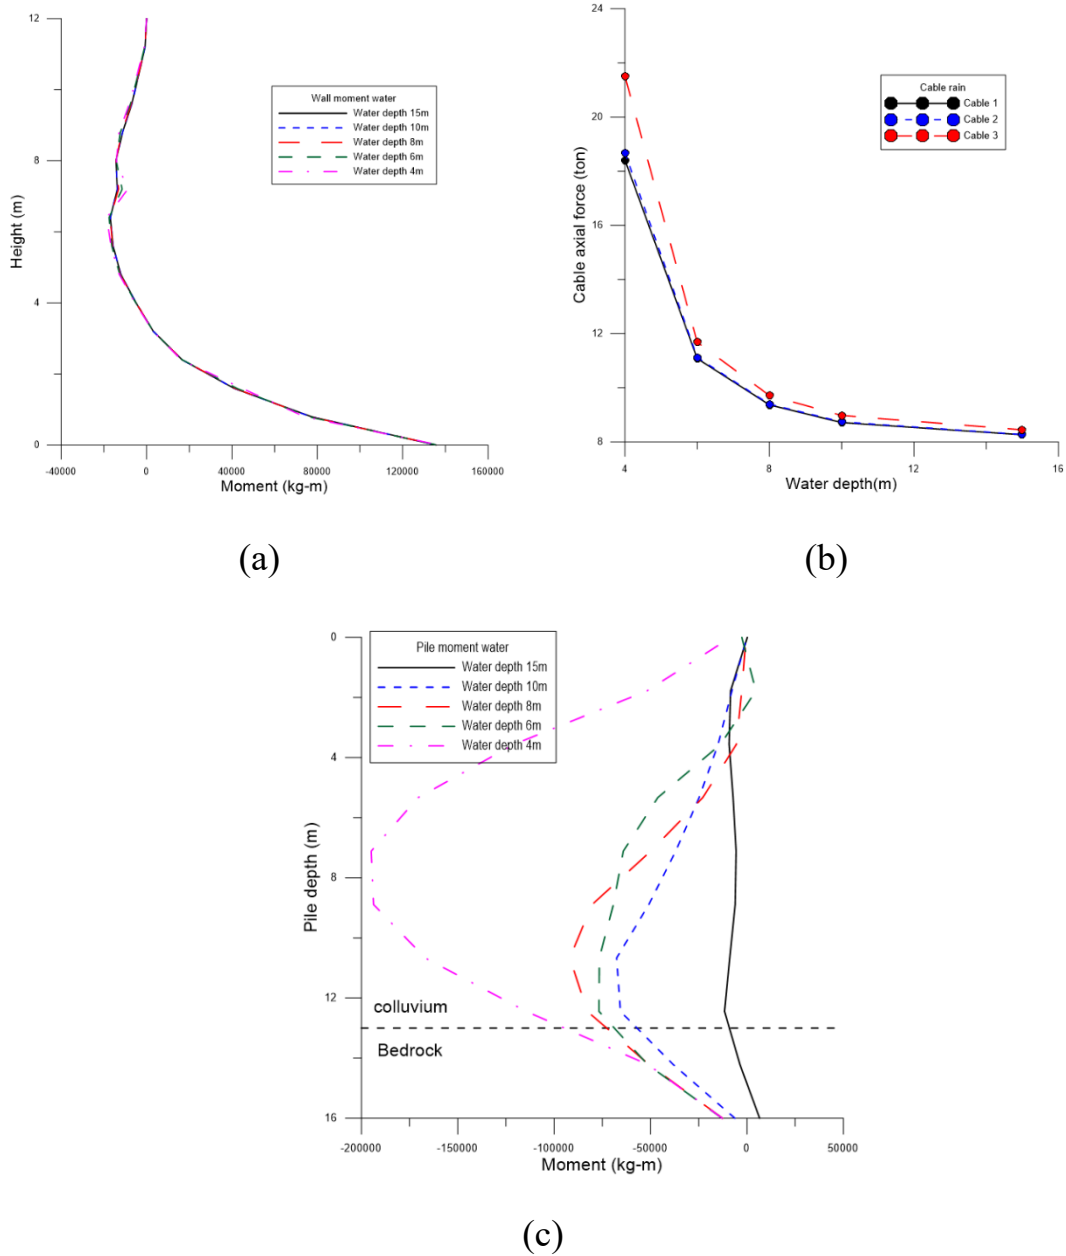 12
8
4
0
Height (m)
-40000 0 40000 80000 120000 160000
Moment (kg-m)
Wall moment water
Water depth 15m
Water depth 10m
Water depth 8m
Water depth 6m
Water depth 4m
(a)
24
20
16
12
8
Cable axial force (ton)
4 8 12 16
Water depth(m)
Cable rain
Cable 1
Cable 2
Cable 3
(b)
0
4
8
12
16
Pile depth (m)
Pile moment water
Water depth 15m
Water depth 10m
Water depth 8m
Water depth 6m
Water depth 4m
colluvium
Bedrock
-200000 -150000 -100000 -50000 0 50000
Moment (kg-m)
(c)